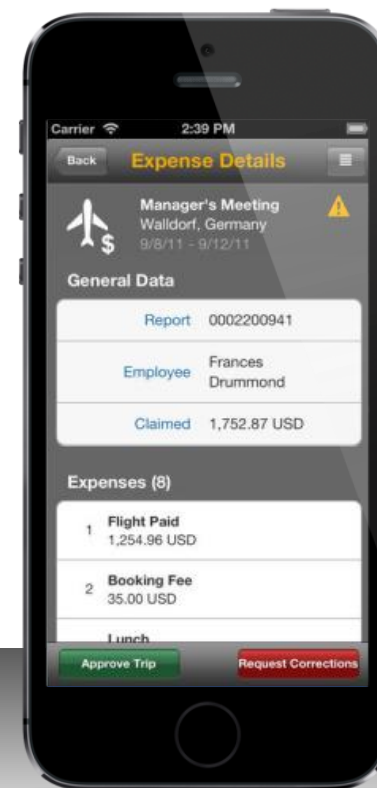 Carrier 2:39 PM
Back Expense Details
Manager's Meeting
Walldorf, Germany
9/8/11 - 9/12/11
$
General Data
Report 0002200941
Employee Frances
Drummond
Claimed 1,752.87 USD
Expenses (8)
1 Flight Paid
1,254.96 USD
2 Booking Fee
35.00 USD
Lunch
Approve Trip Request Corrections